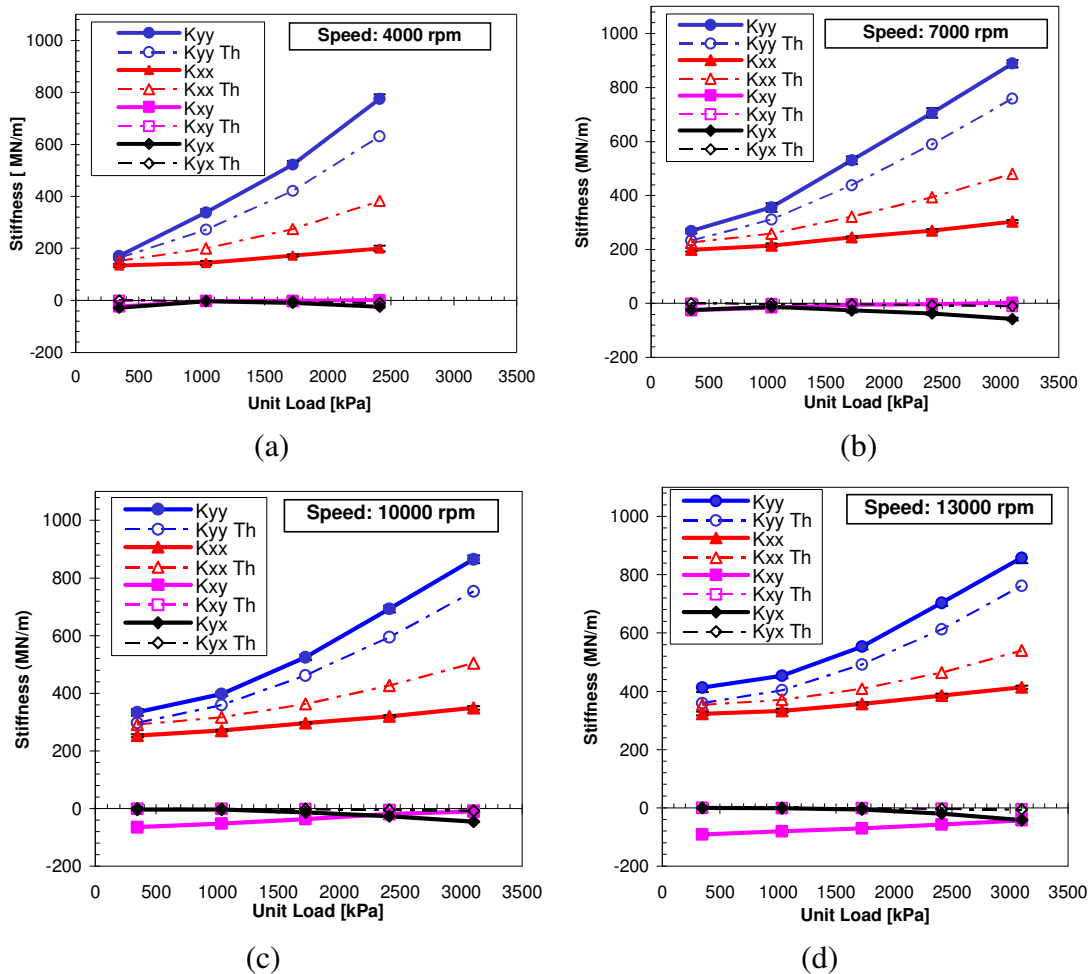 Speed: 4000 rpm
Kyy
Kyy Th
Kxx
Kxx Th
Kxy
Kxy Th
Kyx
Kyx Th
Stiffness [ MN/m]
1000
800
600
400
200
0
-200
0 500 1000 1500 2000 2500 3000 3500
Unit Load [kPa]
(a)
Speed: 7000 rpm
Kyy
Kyy Th
Kxx
Kxx Th
Kxy
Kxy Th
Kyx
Kyx Th
Stiffness (MN/m)
1000
800
600
400
200
0
-200
0 500 1000 1500 2000 2500 3000 3500
Unit Load [kPa]
(b)
Speed: 10000 rpm
Kyy
Kyy Th
Kxx
Kxx Th
Kxy
Kxy Th
Kyx
Kyx Th
Stiffness (MN/m)
1000
800
600
400
200
0
-200
0 500 1000 1500 2000 2500 3000 3500
Unit Load [kPa]
(c)
Speed: 13000 rpm
Kyy
Kyy Th
Kxx
Kxx Th
Kxy
Kxy Th
Kyx
Kyx Th
Stiffness (MN/m)
1000
800
600
400
200
0
-200
0 500 1000 1500 2000 2500 3000 3500
Unit Load [kPa]
(d)